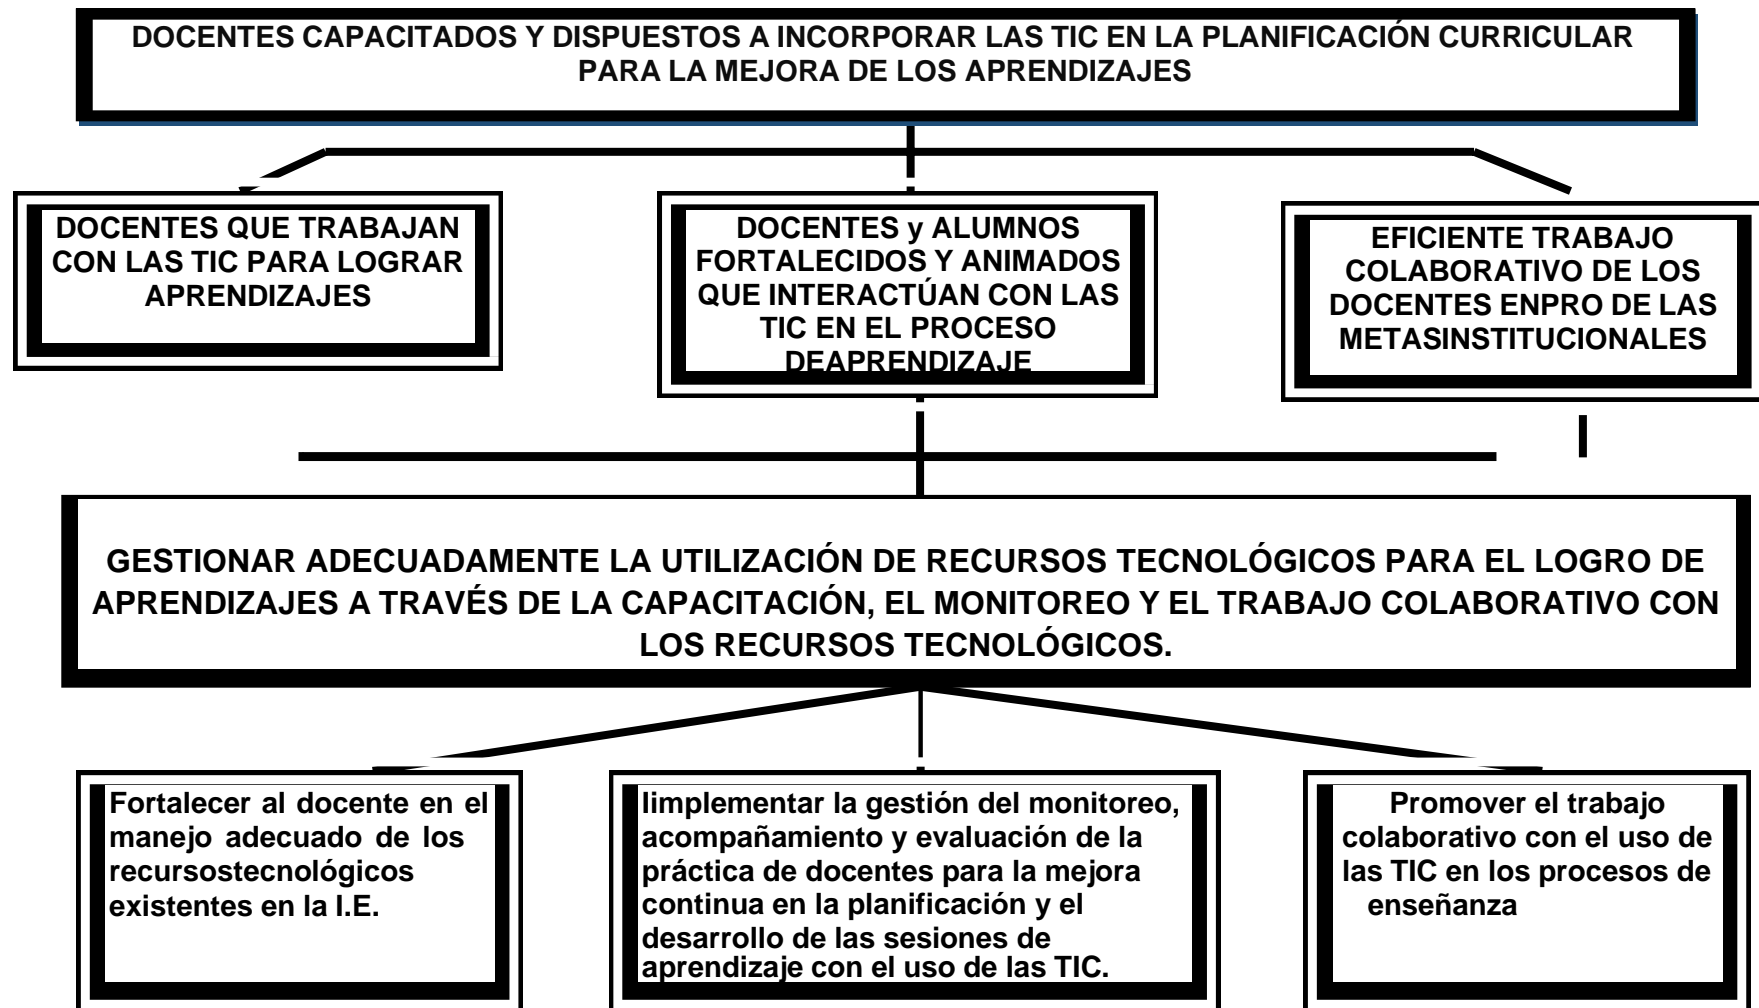 DOCENTES CAPACITADOS Y DISPUESTOS A INCORPORAR LAS TIC EN LA PLANIFICACIÓN CURRICULAR
PARA LA MEJORA DE LOS APRENDIZAJES
DOCENTES QUE TRABAJAN
CON LAS TIC PARA LOGRAR
APRENDIZAJES
DOCENTES y ALUMNOS
FORTALECIDOS Y ANIMADOS
QUE INTERACTÚAN CON LAS
TIC EN EL PROCESO
DEAPRENDIZAJE
EFICIENTE TRABAJO
COLABORATIVO DE LOS
DOCENTES ENPRO DE LAS
METASINSTITUCIONALES
GESTIONAR ADECUADAMENTE LA UTILIZACIÓN DE RECURSOS TECNOLÓGICOS PARA EL LOGRO DE
APRENDIZAJES A TRAVÉS DE LA CAPACITACIÓN, EL MONITOREO Y EL TRABAJO COLABORATIVO CON
LOS RECURSOS TECNOLÓGICOS.
Fortalecer al docente en el
manejo adecuado de los
recursostecnológicos
existentes en la I.E.
Iimplementar la gestión del monitoreo,
acompañamiento y evaluación de la
práctica de docentes para la mejora
continua en la planificación y el
desarrollo de las sesiones de
aprendizaje con el uso de las TIC.
Promover el trabajo
colaborativo con el uso de
las TIC en los procesos de
enseñanza